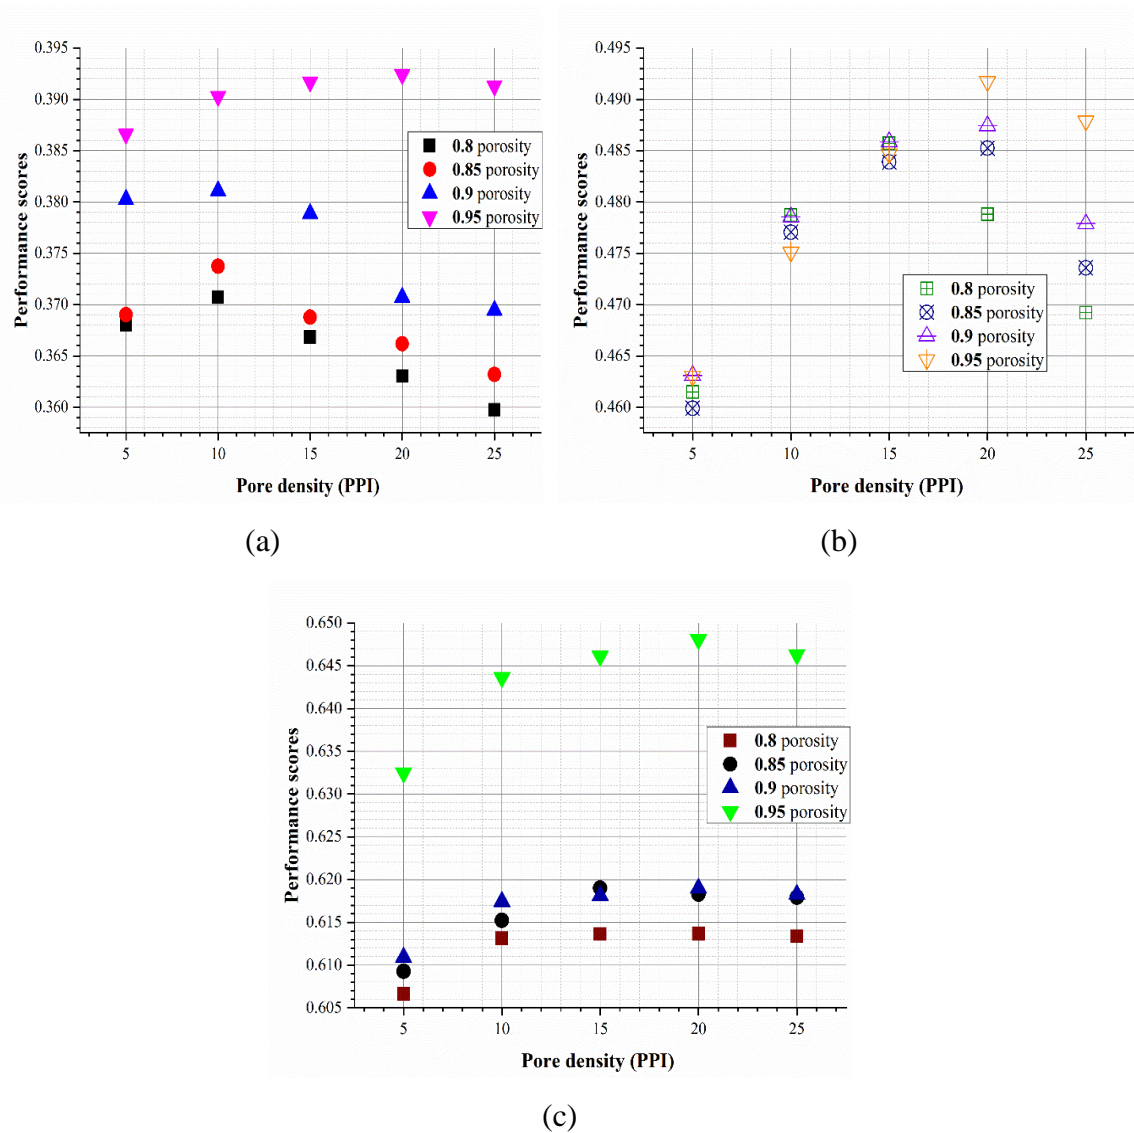 0.395
0.390
0.385
0.380
0.375
0.370
0.365
0.360
Performance scores
0.8 porosity
0.85 porosity
0.9 porosity
0.95 porosity
5 10 15 20 25
Pore density (PPI)
(a)
0.495
0.490
0.485
0.480
0.475
0.470
0.465
0.460
Performance scores
0.8 porosity
0.85 porosity
0.9 porosity
0.95 porosity
5 10 15 20 25
Pore density (PPI)
(b)
0.650
0.645
0.640
0.635
0.630
0.625
0.620
0.615
0.610
0.605
Performance scores
0.8 porosity
0.85 porosity
0.9 porosity
0.95 porosity
5 10 15 20 25
Pore density (PPI)
(c)